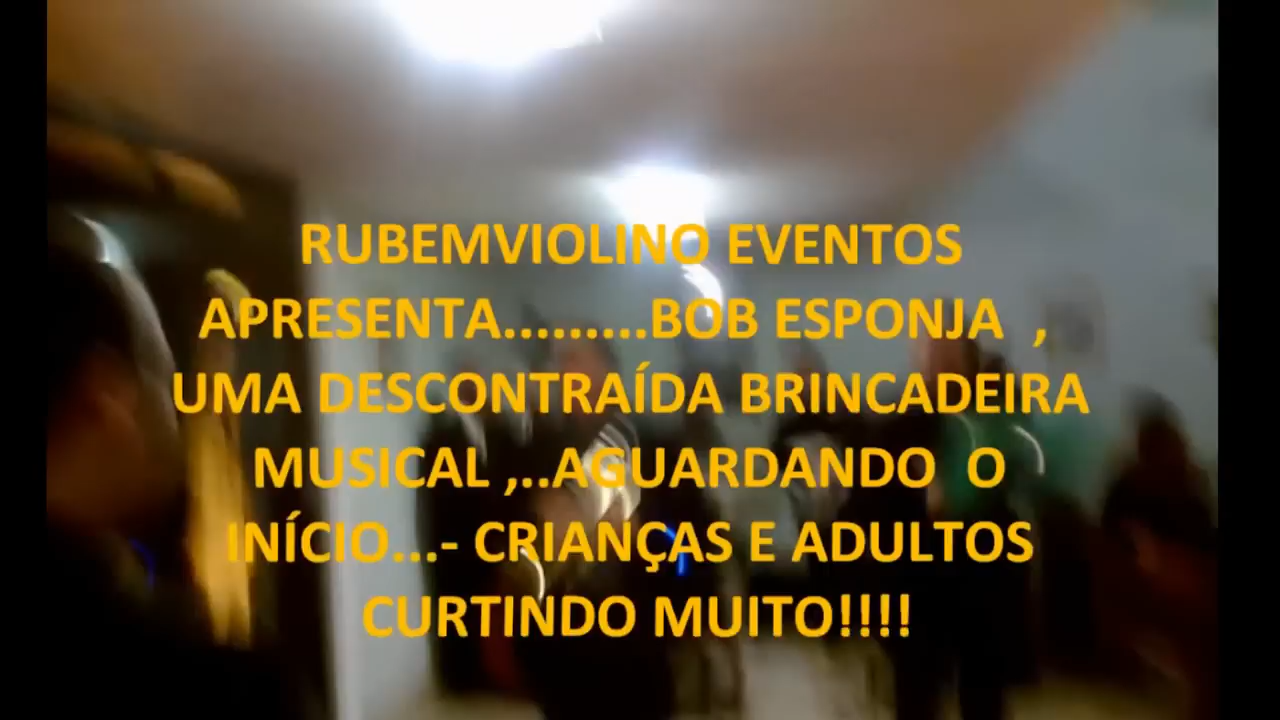 RUBEMVIOLINO EVENTOS
APRESENTA.........BOB ESPONJA  ,
UMA DESCONTRAÍDA BRINCADEIRA
MUSICAL ,..AGUARDANDO  O
INÍCIO...- CRIANÇAS E ADULTOS
CURTINDO MUITO!!!!